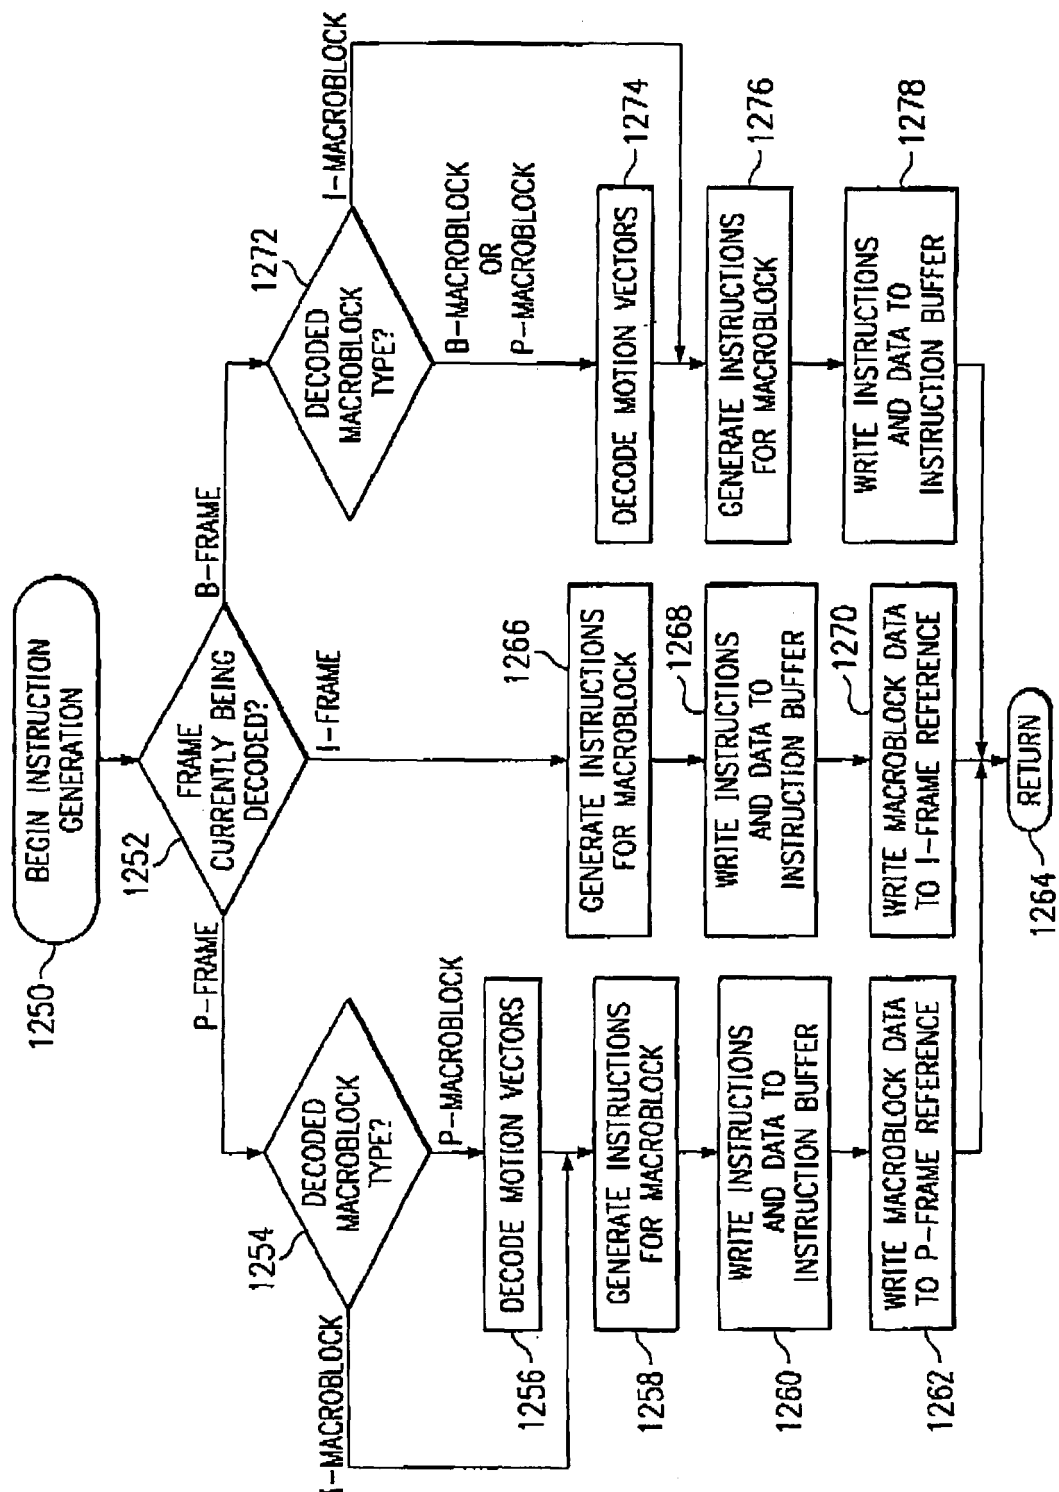 BEGIN INSTRUCTION
GENERATION
1250
FRAME
CURRENTLY BEING
DECODED?
1252
P-FRAME
B-FRAME
I-FRAME
DECODED
MACROBLOCK
TYPE?
1254
I-MACROBLOCK
P-MACROBLOCK
DECODE MOTION VECTORS
1256
GENERATE INSTRUCTIONS
FOR MACROBLOCK
1258
WRITE INSTRUCTIONS
AND DATA TO
INSTRUCTION BUFFER
1260
WRITE MACROBLOCK DATA
TO P-FRAME REFERENCE
1262
1266
GENERATE INSTRUCTIONS
FOR MACROBLOCK
1268
WRITE INSTRUCTIONS
AND DATA TO
INSTRUCTION BUFFER
1270
WRITE MACROBLOCK DATA
TO I-FRAME REFERENCE
DECODED
MACROBLOCK
TYPE?
1272
I-MACROBLOCK
B-MACROBLOCK
OR
P-MACROBLOCK
DECODE MOTION VECTORS
1274
GENERATE INSTRUCTIONS
FOR MACROBLOCK
1276
WRITE INSTRUCTIONS
AND DATA TO
INSTRUCTION BUFFER
1278
RETURN
1264